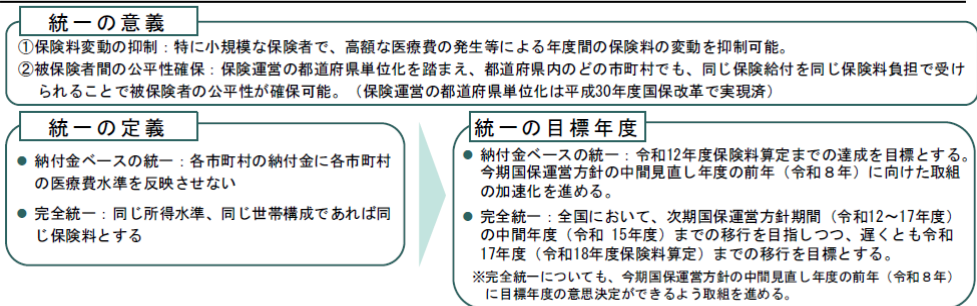 統一の意義
①保険料変動の抑制：特に小規模な保険者で、高額な医療費の発生等による年度間の保険料の変動を抑制可能。
②被保険者間の公平性確保：保険運営の都道府県単位化を踏まえ、都道府県内のどの市町村でも、同じ保険給付を同じ保険料負担で受け
られることで被保険者の公平性が確保可能。（保険運営の都道府県単位化は平成30年度国保改革で実現済）
統一の定義
● 納付金ベースの統一：各市町村の納付金に各市町村
の医療費水準を反映させない
● 完全統一：同じ所得水準、同じ世帯構成であれば同
じ保険料とする
統一の目標年度
● 納付金ベースの統一：令和12年度保険料算定までの達成を目標とする。
今期国保運営方針の中間見直し年度の前年（令和８年）に向けた取組
の加速化を進める。
● 完全統一：全国において、次期国保運営方針期間（令和12～17年度）
の中間年度（令和 15年度）までの移行を目指しつつ、遅くとも令和
17年度（令和18年度保険料算定）までの移行を目標とする。
※完全統一についても、今期国保運営方針の中間見直し年度の前年（令和８年）
に目標年度の意思決定ができるよう取組を進める。